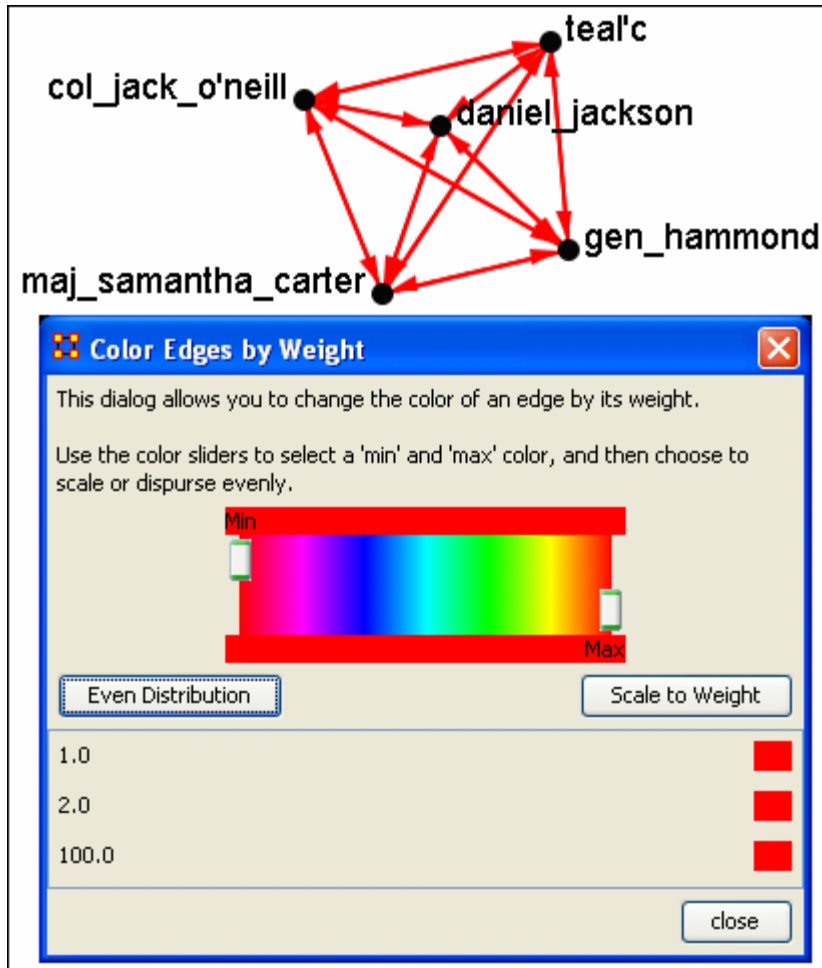 teal'c
col_jack_o'neill
daniel_jackson
gen_hammond
maj_samantha_carter
Color Edges by Weight
This dialog allows you to change the color of an edge by its weight.
Use the color sliders to select a 'min' and 'max' color, and then choose to
scale or dispurse evenly.
Min
Max
Even Distribution
Scale to Weight
1.0
2.0
100.0
close